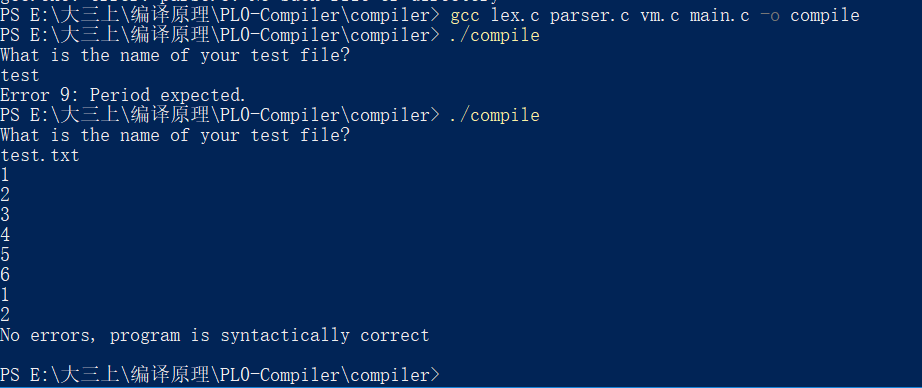 PS E:\大三上\编译原理\PL0-Compiler\compiler> gcc lex.c parser.c vm.c main.c -o compile
PS E:\大三上\编译原理\PL0-Compiler\compiler> ./compile
What is the name of your test file?
test
Error 9: Period expected.
PS E:\大三上\编译原理\PL0-Compiler\compiler> ./compile
What is the name of your test file?
test.txt
1
2
3
4
5
6
1
2
No errors, program is syntactically correct
PS E:\大三上\编译原理\PL0-Compiler\compiler>